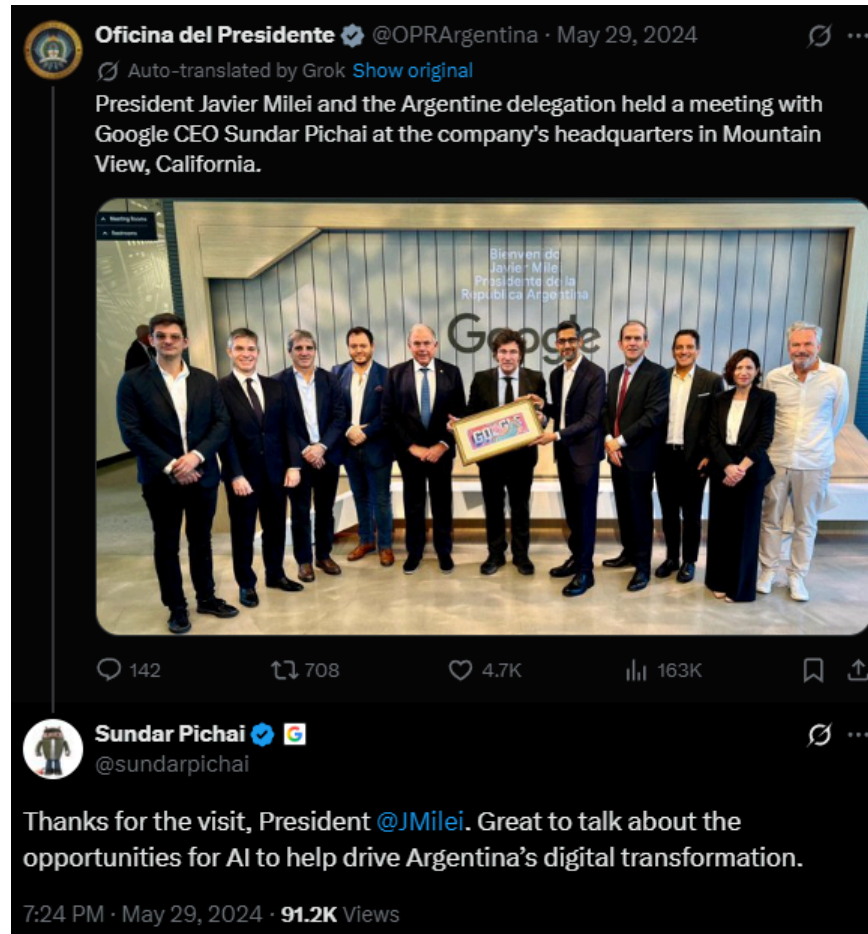 Oficina del Presidente @OPRArgentina · May 29, 2024
Auto-translated by Grok Show original
President Javier Milei and the Argentine delegation held a meeting with
Google CEO Sundar Pichai at the company's headquarters in Mountain
View, California.
Meeting Rooms
Restrooms
Bienvenido
Javier Milei
Presidente de la
República Argentina
Google
142 708 4.7K 163K
Sundar Pichai G
@sundarpichai
Thanks for the visit, President @JMilei. Great to talk about the
opportunities for AI to help drive Argentina’s digital transformation.
7:24 PM · May 29, 2024 · 91.2K Views